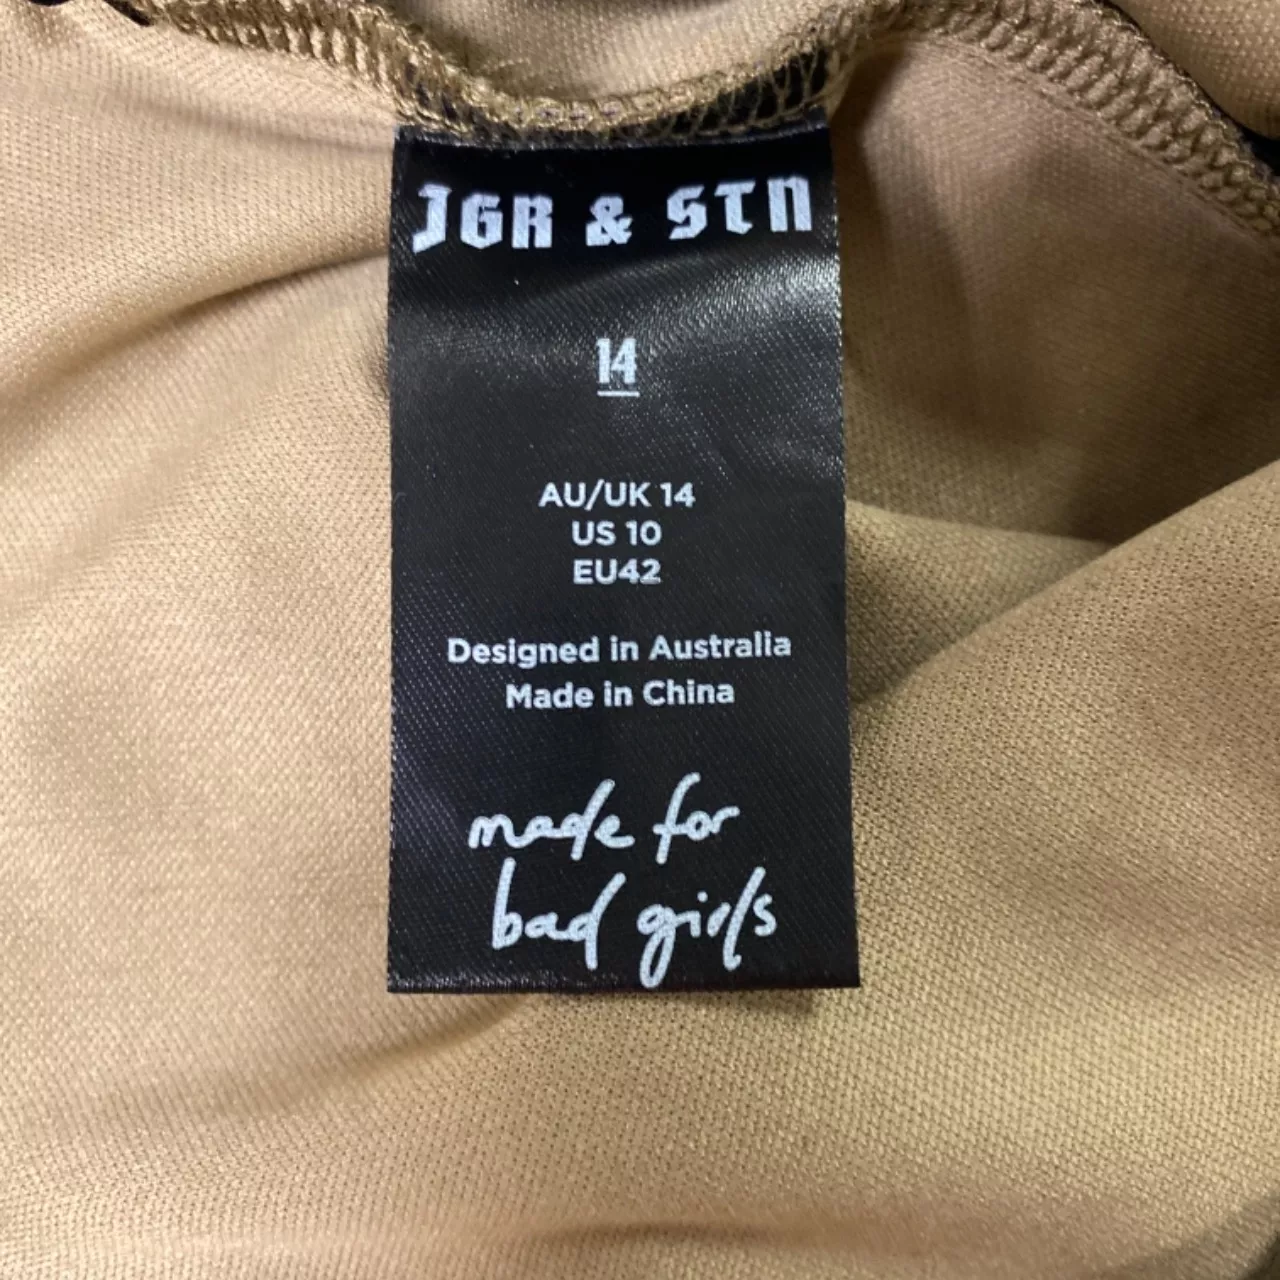 JGR & STN
14
AU/UK 14
US 10
EU42
Designed in Australia
Made in China
made for
bad girls